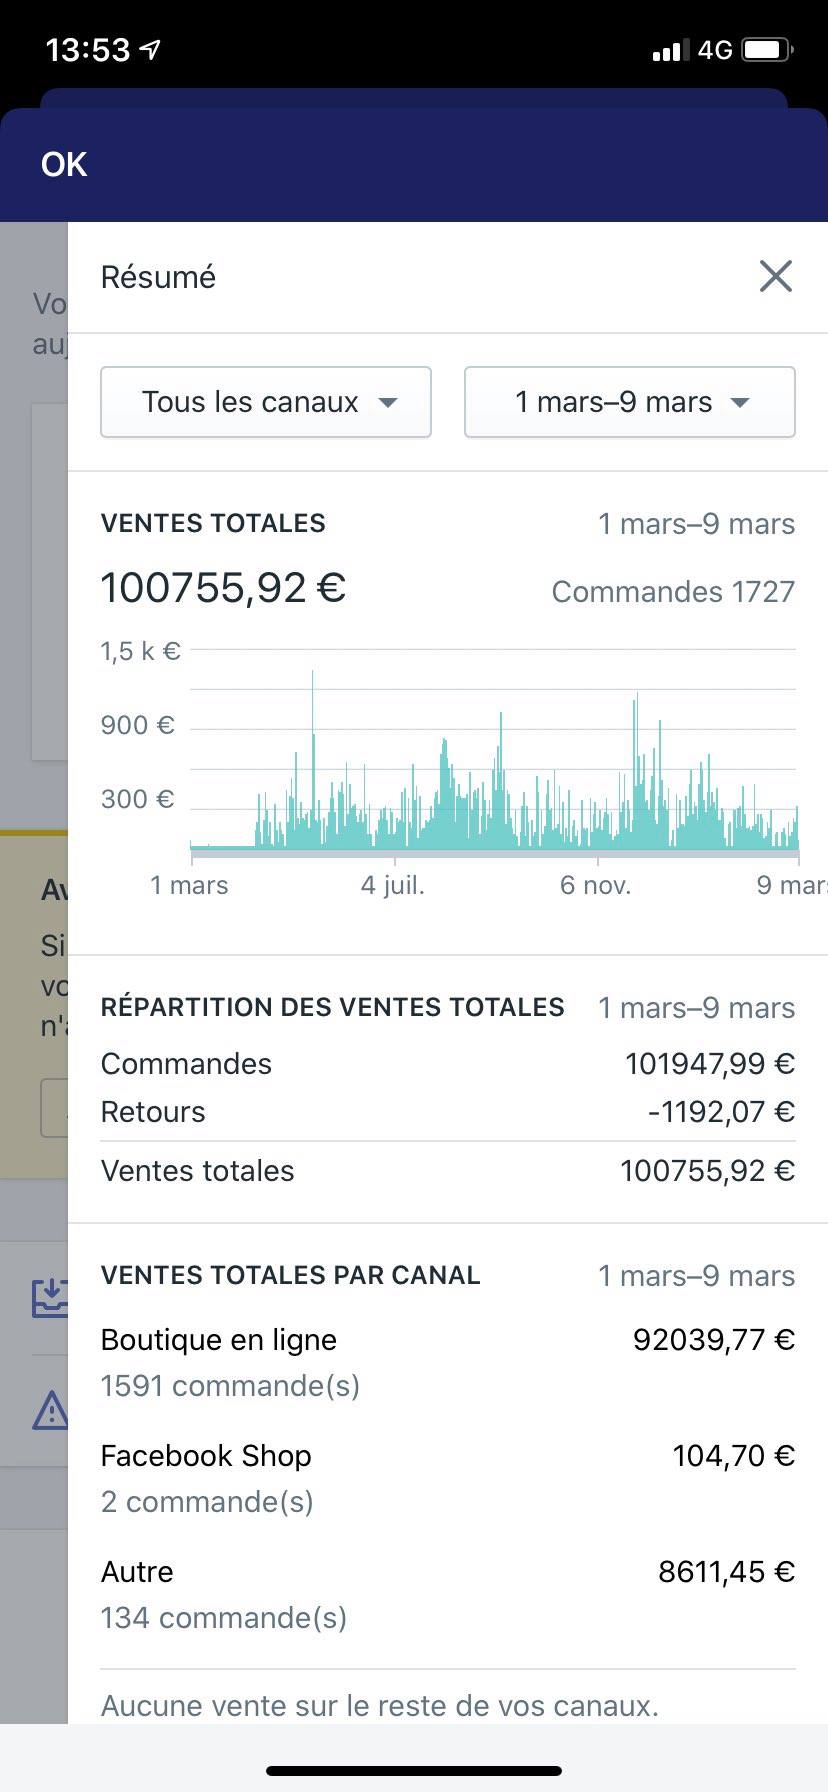 13:53 4G
OK
Résumé
Vo
auj
Tous les canaux 1 mars–9 mars
VENTES TOTALES 1 mars–9 mars
100755,92 € Commandes 1727
1,5 k €
900 €
300 €
1 mars 4 juil. 6 nov. 9 mar
Av
Si
vo
n'a
RÉPARTITION DES VENTES TOTALES 1 mars–9 mars
Commandes 101947,99 €
Retours -1192,07 €
Ventes totales 100755,92 €
VENTES TOTALES PAR CANAL 1 mars–9 mars
Boutique en ligne 92039,77 €
1591 commande(s)
Facebook Shop 104,70 €
2 commande(s)
Autre 8611,45 €
134 commande(s)
Aucune vente sur le reste de vos canaux.